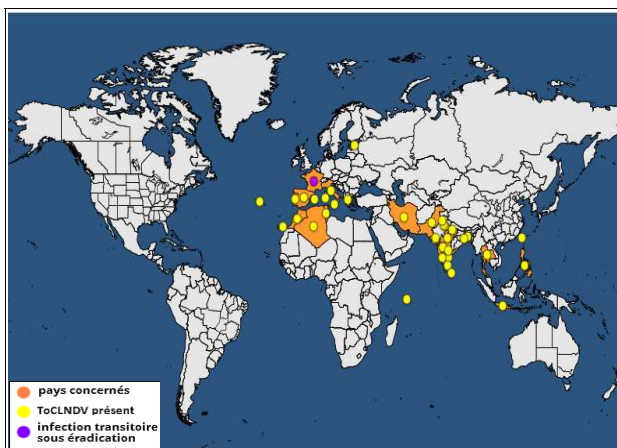 pays concernés
ToCLNDV présent
infection transitoire
sous éradication